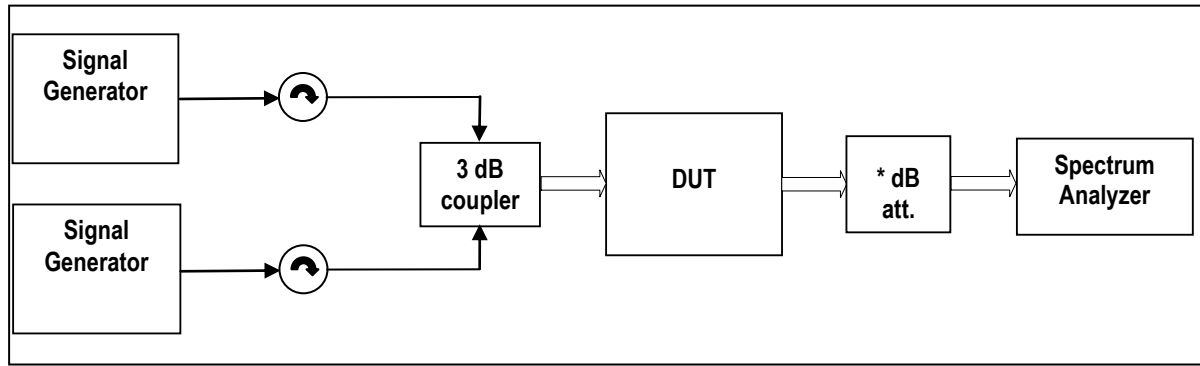 Signal
Generator
3 dB
coupler
DUT
* dB
att.
Spectrum
Analyzer
Signal
Generator